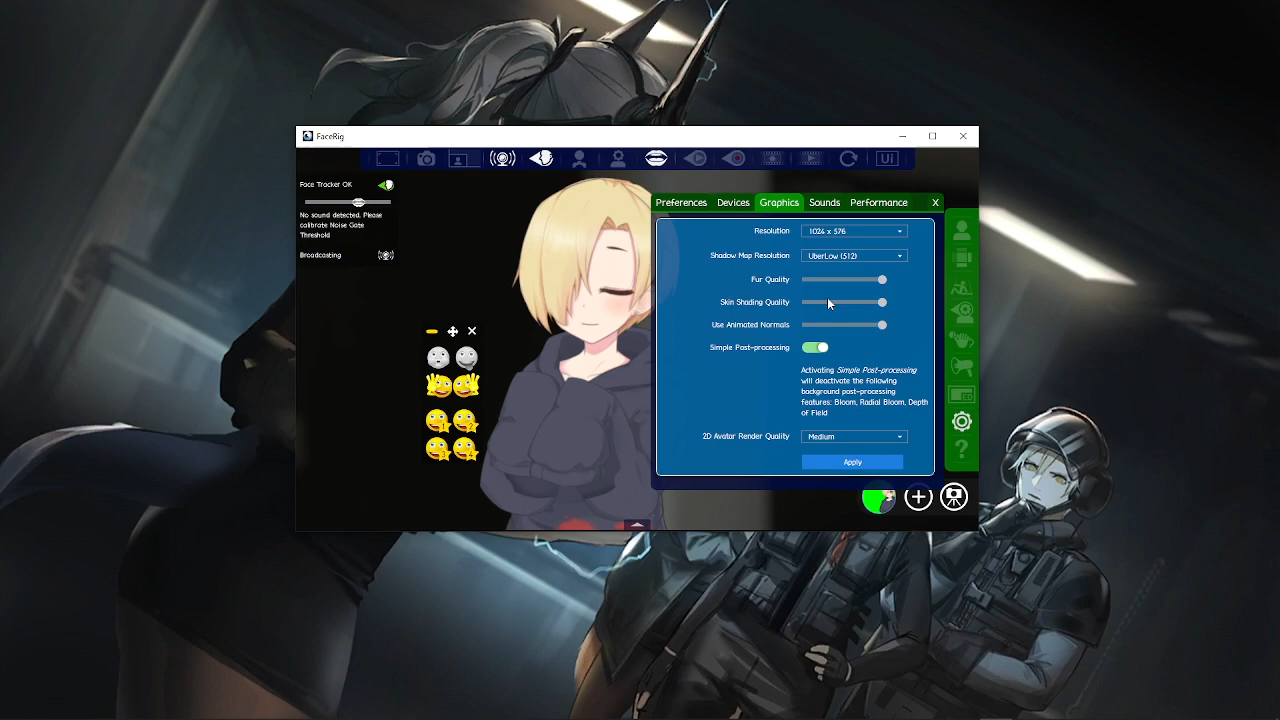 FaceRig
Ui
Face Tracker OK
No sound detected. Please
calibrate Noise Gate
Threshold
Broadcasting
Preferences Devices Graphics Sounds Performance X
Resolution 1024 x 576
Shadow Map Resolution UberLow (512)
Fur Quality
Skin Shading Quality
Use Animated Normals
Simple Post-processing
Activating Simple Post-processing
will deactivate the following
background post-processing
features: Bloom, Radial Bloom, Depth
of Field
2D Avatar Render Quality Medium
Apply
?